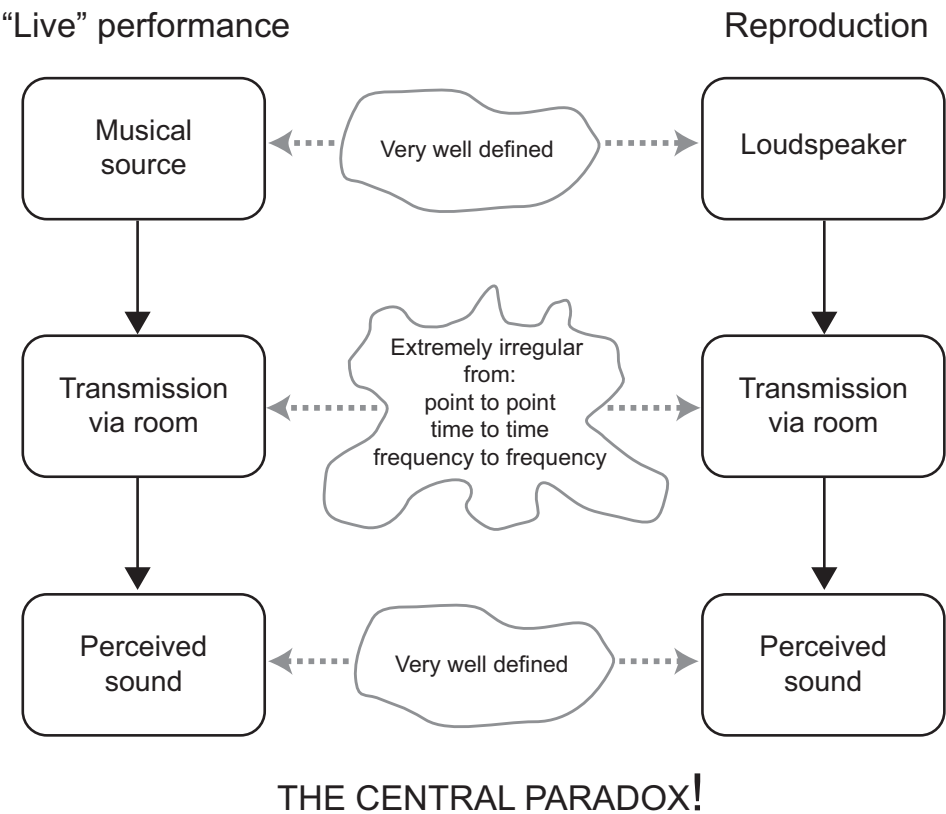 “Live” performance
Reproduction
Musical
source
Very well defined
Loudspeaker
Transmission
via room
Extremely irregular
from:
point to point
time to time
frequency to frequency
Transmission
via room
Perceived
sound
Very well defined
Perceived
sound
THE CENTRAL PARADOX!